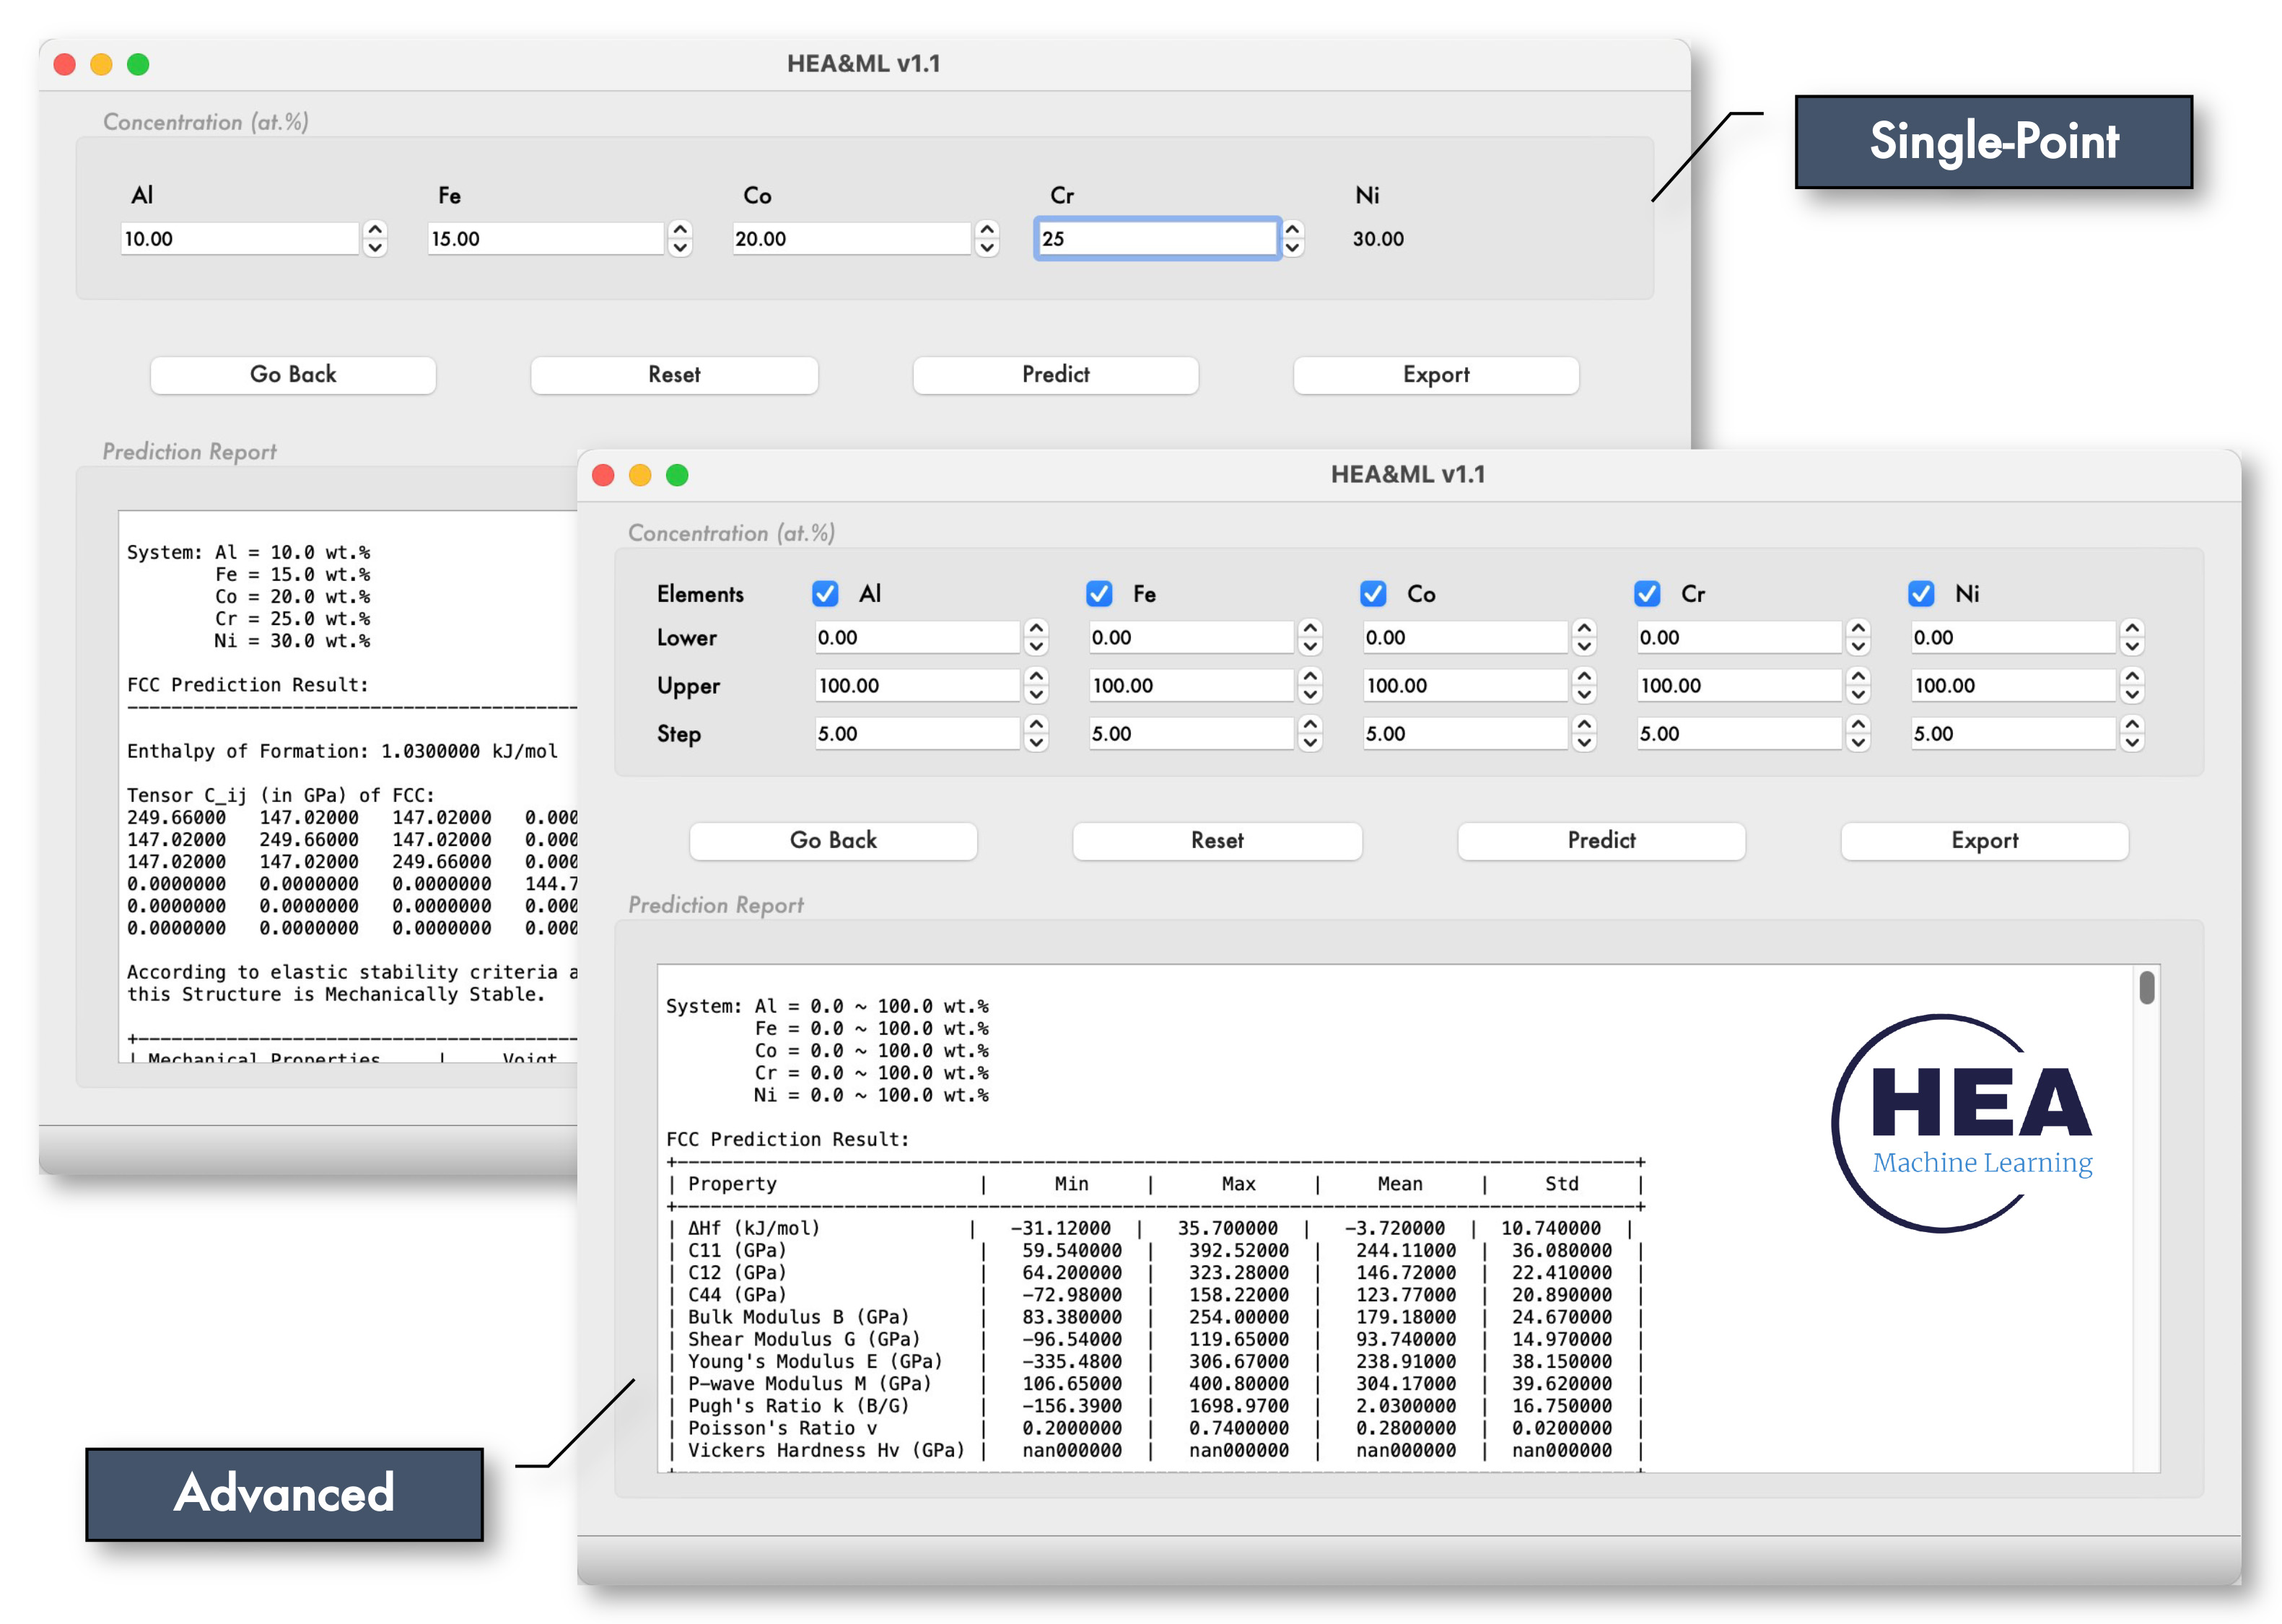 HEA&ML v1.1
Single-Point
Concentration (at.%)
Al Fe Co Cr Ni
10.00 15.00 20.00 25 30.00
Go Back Reset Predict Export
Prediction Report
System: Al = 10.0 wt.%
Fe = 15.0 wt.%
Co = 20.0 wt.%
Cr = 25.0 wt.%
Ni = 30.0 wt.%
FCC Prediction Result:
----------------------------------------
Enthalpy of Formation: 1.0300000 kJ/mol
Tensor C_ij (in GPa) of FCC:
249.66000 147.02000 147.02000 0.000
147.02000 249.66000 147.02000 0.000
147.02000 147.02000 249.66000 0.000
0.0000000 0.0000000 0.0000000 144.7
0.0000000 0.0000000 0.0000000 0.000
0.0000000 0.0000000 0.0000000 0.000
According to elastic stability criteria a
this Structure is Mechanically Stable.
+----------------------------------------
| Mechanical Properties | Voigt
HEA&ML v1.1
Concentration (at.%)
Elements Al Fe Co Cr Ni
Lower 0.00 0.00 0.00 0.00 0.00
Upper 100.00 100.00 100.00 100.00 100.00
Step 5.00 5.00 5.00 5.00 5.00
Go Back Reset Predict Export
Prediction Report
System: Al = 0.0 ~ 100.0 wt.%
Fe = 0.0 ~ 100.0 wt.%
Co = 0.0 ~ 100.0 wt.%
Cr = 0.0 ~ 100.0 wt.%
Ni = 0.0 ~ 100.0 wt.%
HEA
Machine Learning
FCC Prediction Result:
+---------------------------------------------------------------------------------------+
| Property | Min | Max | Mean | Std |
+---------------------------------------------------------------------------------------+
| ΔHf (kJ/mol) | -31.12000 | 35.700000 | -3.720000 | 10.740000 |
| C11 (GPa) | 59.540000 | 392.52000 | 244.11000 | 36.080000 |
| C12 (GPa) | 64.200000 | 323.28000 | 146.72000 | 22.410000 |
| C44 (GPa) | -72.98000 | 158.22000 | 123.77000 | 20.890000 |
| Bulk Modulus B (GPa) | 83.380000 | 254.00000 | 179.18000 | 24.670000 |
| Shear Modulus G (GPa) | -96.54000 | 119.65000 | 93.740000 | 14.970000 |
| Young's Modulus E (GPa) | -335.4800 | 306.67000 | 238.91000 | 38.150000 |
| P-wave Modulus M (GPa) | 106.65000 | 400.80000 | 304.17000 | 39.620000 |
| Pugh's Ratio k (B/G) | -156.3900 | 1698.9700 | 2.0300000 | 16.750000 |
| Poisson's Ratio v | 0.2000000 | 0.7400000 | 0.2800000 | 0.0200000 |
| Vickers Hardness Hv (GPa) | nan000000 | nan000000 | nan000000 | nan000000 |
+---------------------------------------------------------------------------------------+
Advanced